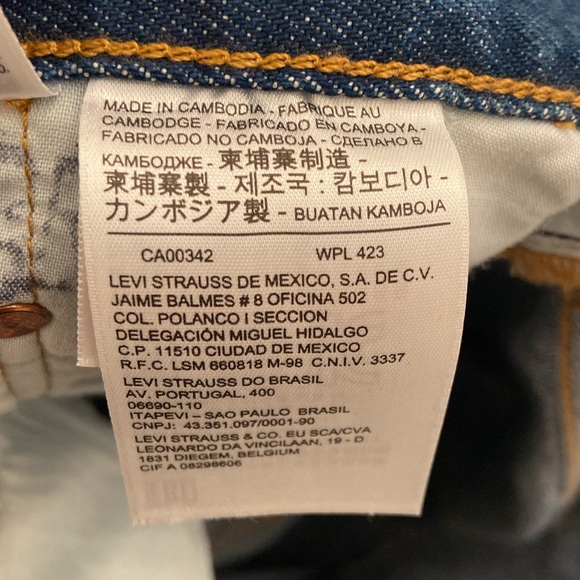 MADE IN CAMBODIA - FABRIQUE AU
CAMBODGE - FABRICADO EN CAMBOYA -
FABRICADO NO CAMBOJA - СДЕЛАНО В
КАМБОДЖЕ - 柬埔寨制造 -
柬埔寨製 - 제조국 : 캄보디아 -
カンボジア製 - BUATAN KAMBOJA
CA00342 WPL 423
LEVI STRAUSS DE MEXICO, S.A. DE C.V.
JAIME BALMES # 8 OFICINA 502
COL. POLANCO I SECCION
DELEGACIÓN MIGUEL HIDALGO
C.P. 11510 CIUDAD DE MEXICO
R.F.C. LSM 660818 M-98 C.N.I.V. 3337
LEVI STRAUSS DO BRASIL
AV. PORTUGAL, 400
06690-110
ITAPEVI – SAO PAULO BRASIL
CNPJ: 43.351.097/0001-90
LEVI STRAUSS & CO. EU SCA/CVA
LEONARDO DA VINCILAAN, 19 - D
1831 DIEGEM, BELGIUM
CIF A 08298606